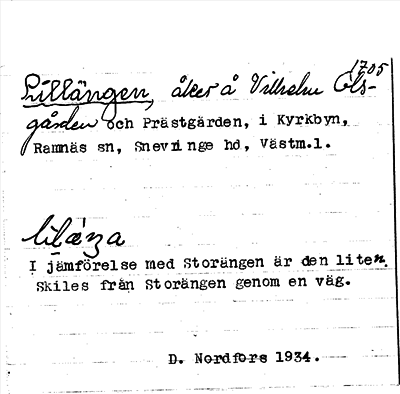 1705
Lillängen, åker å Vilhelm Ols-
gården och Prästgården, i Kyrkbyn,
Ramnäs sn, Snevringe hd, Västm.l.
I jämförelse med Storängen är den liten.
Skiles från Storängen genom en väg.
D. Nordfors 1934.